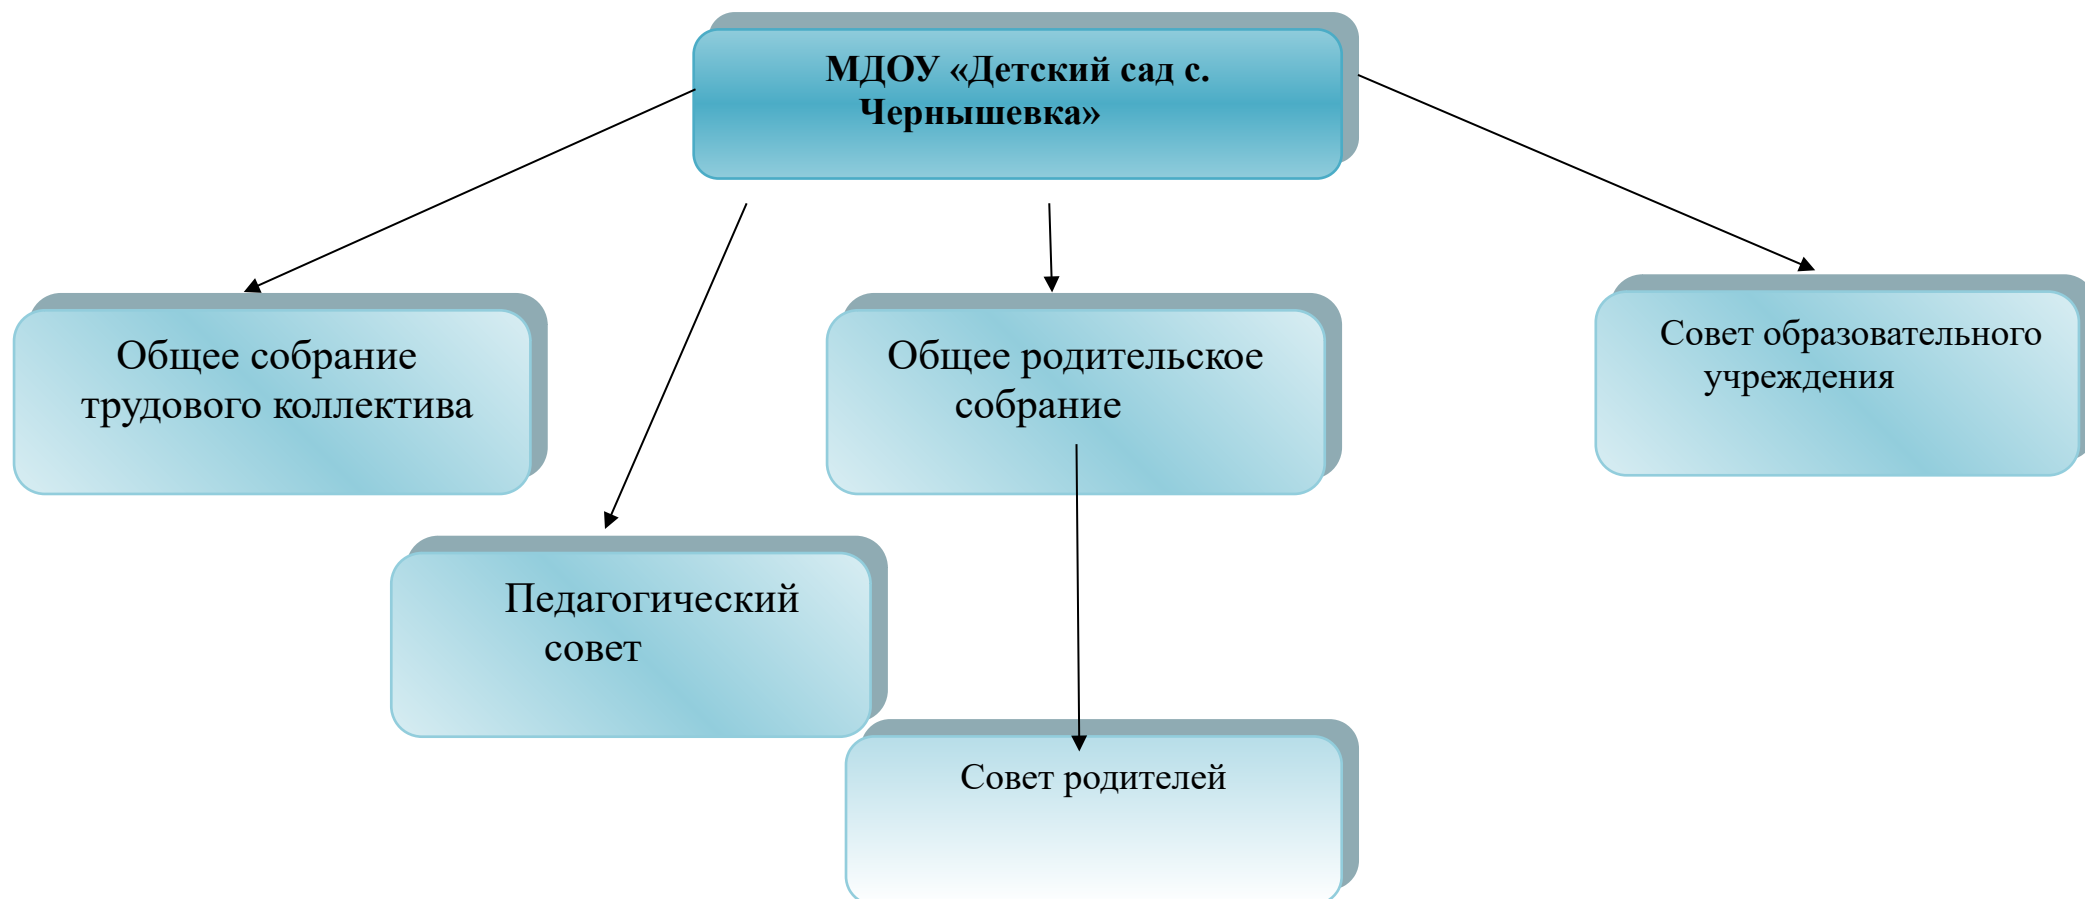 МДОУ «Детский сад с.
Чернышевка»
Общее собрание
трудового коллектива
Общее родительское
собрание
Совет образовательного
учреждения
Педагогический
совет
Совет родителей